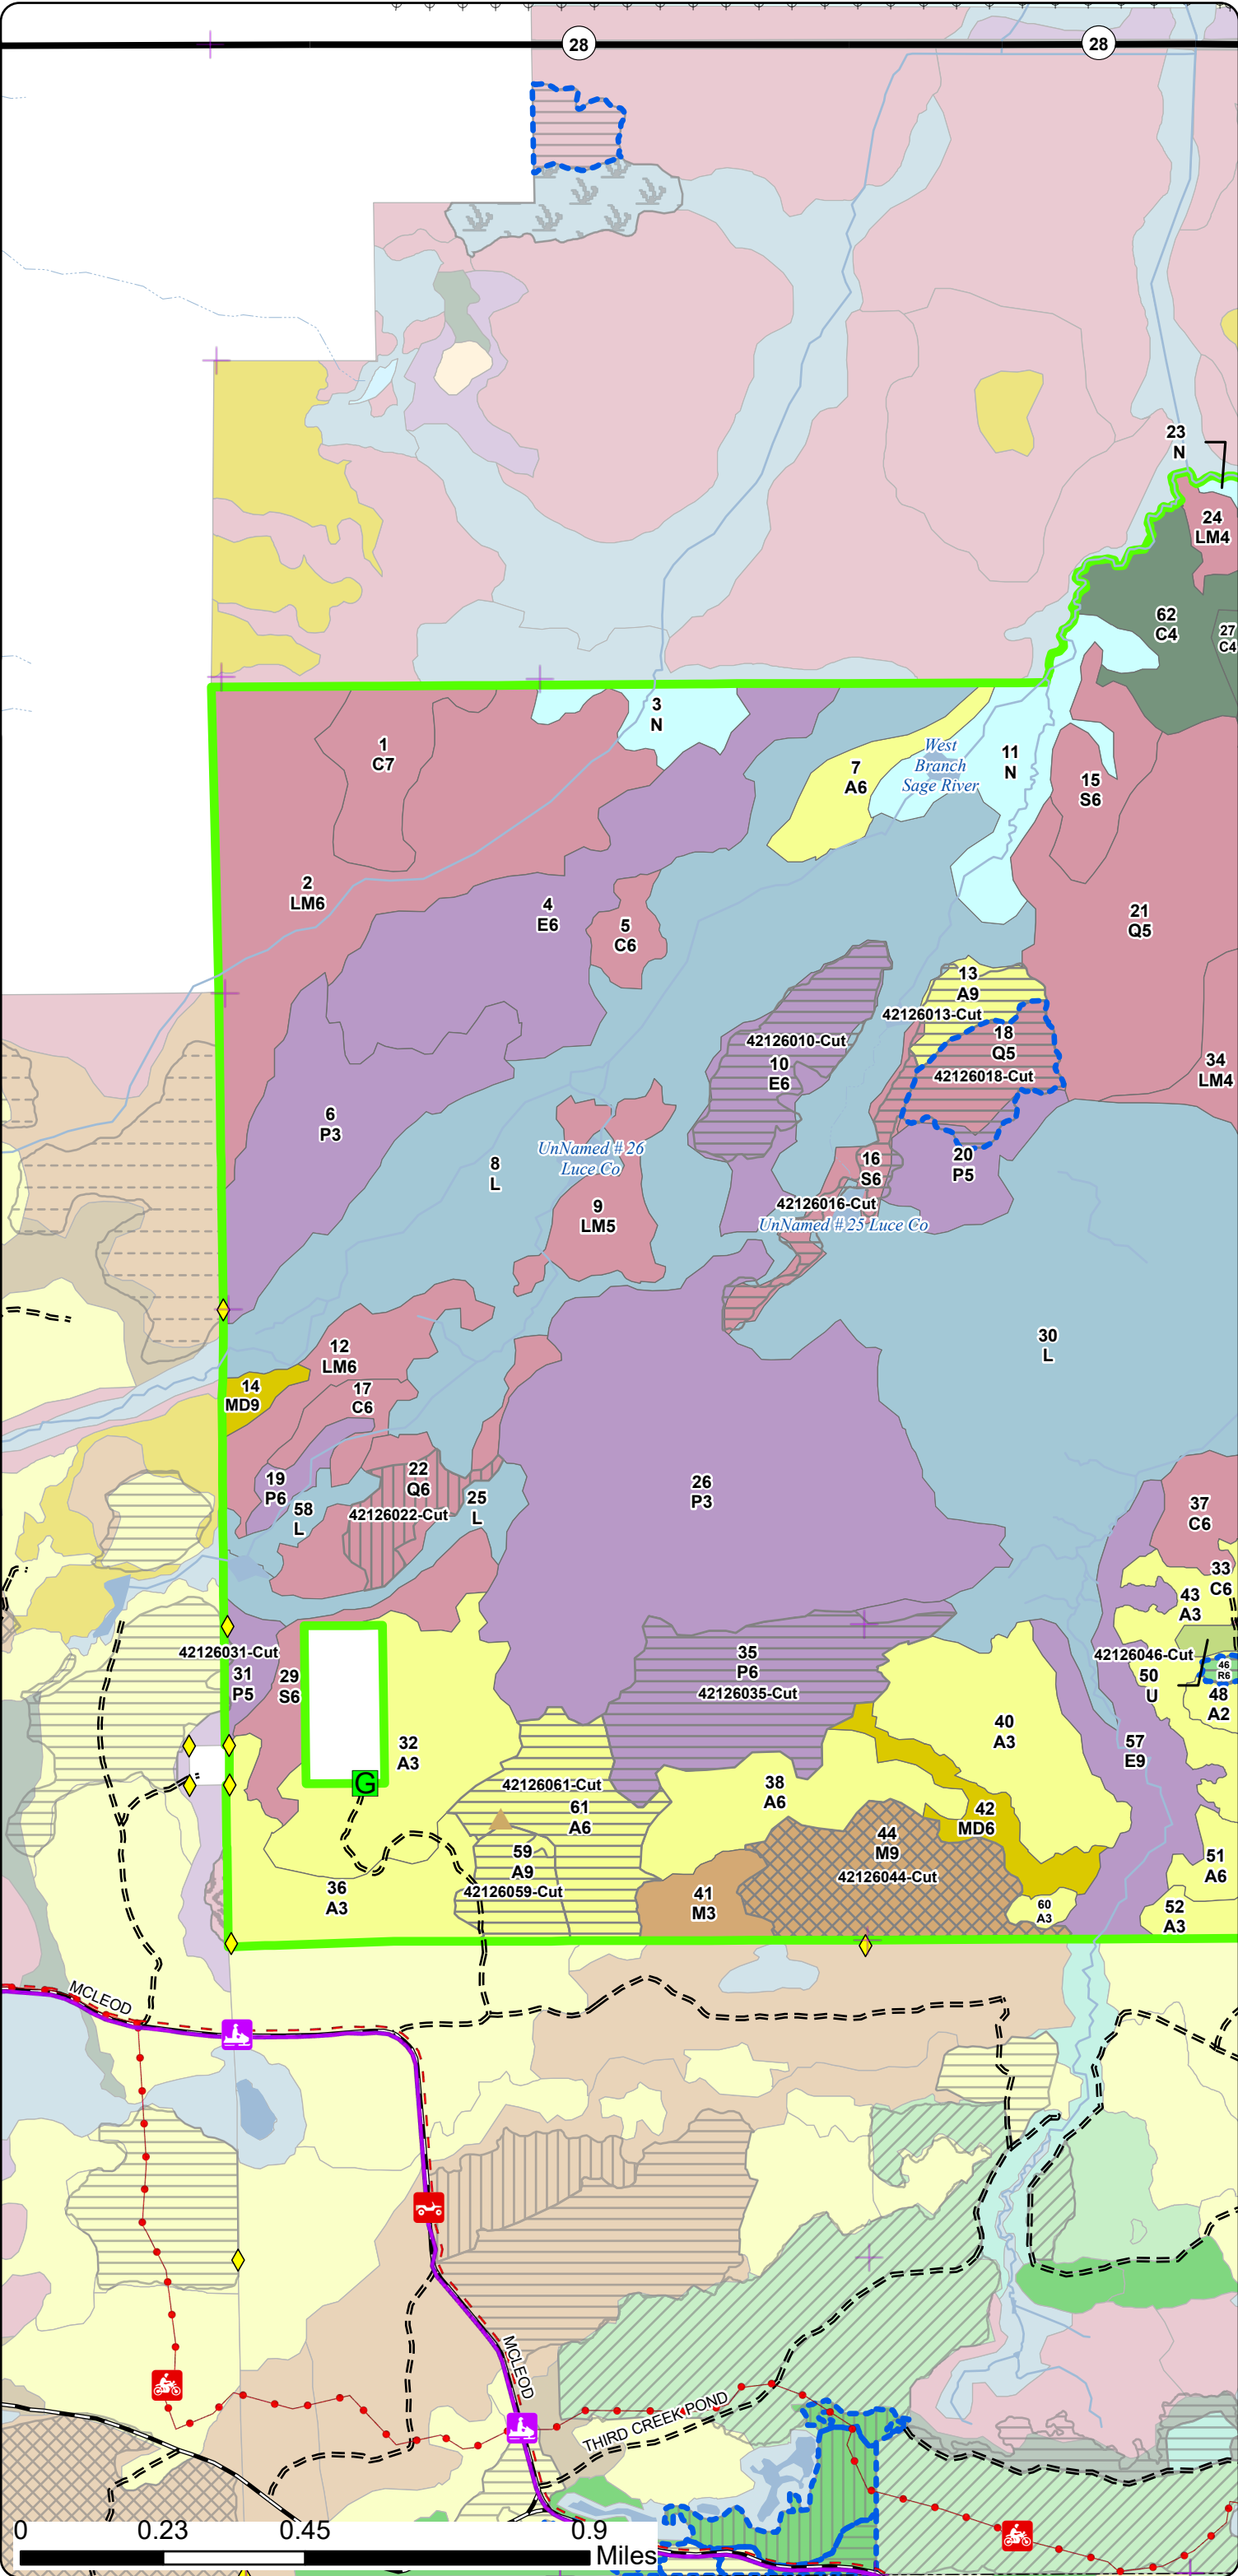 28
28
23
N
24
LM4
62
C4
27
C4
3
N
1
C7
West
Branch
Sage River
11
N
7
A6
15
S6
2
LM6
4
E6
5
C6
21
Q5
13
A9
42126013-Cut
18
Q5
42126010-Cut
10
E6
42126018-Cut
34
LM4
6
P3
UnNamed # 26
Luce Co
8
L
20
P5
16
S6
42126016-Cut
UnNamed # 25 Luce Co
9
LM5
12
LM6
30
L
14
MD9
17
C6
22
Q6
19
P6
58
L
42126022-Cut
25
L
26
P3
37
C6
33
C6
43
A3
42126031-Cut
31
P5
29
S6
35
P6
42126035-Cut
42126046-Cut
50
U
46
R6
48
A2
32
A3
40
A3
57
E9
G
42126061-Cut
61
A6
38
A6
42
MD6
44
M9
42126044-Cut
59
A9
42126059-Cut
51
A6
36
A3
41
M3
60
A3
52
A3
MCLEOD
MCLEOD
THIRD CREEK POND
0 0.23 0.45 0.9
Miles